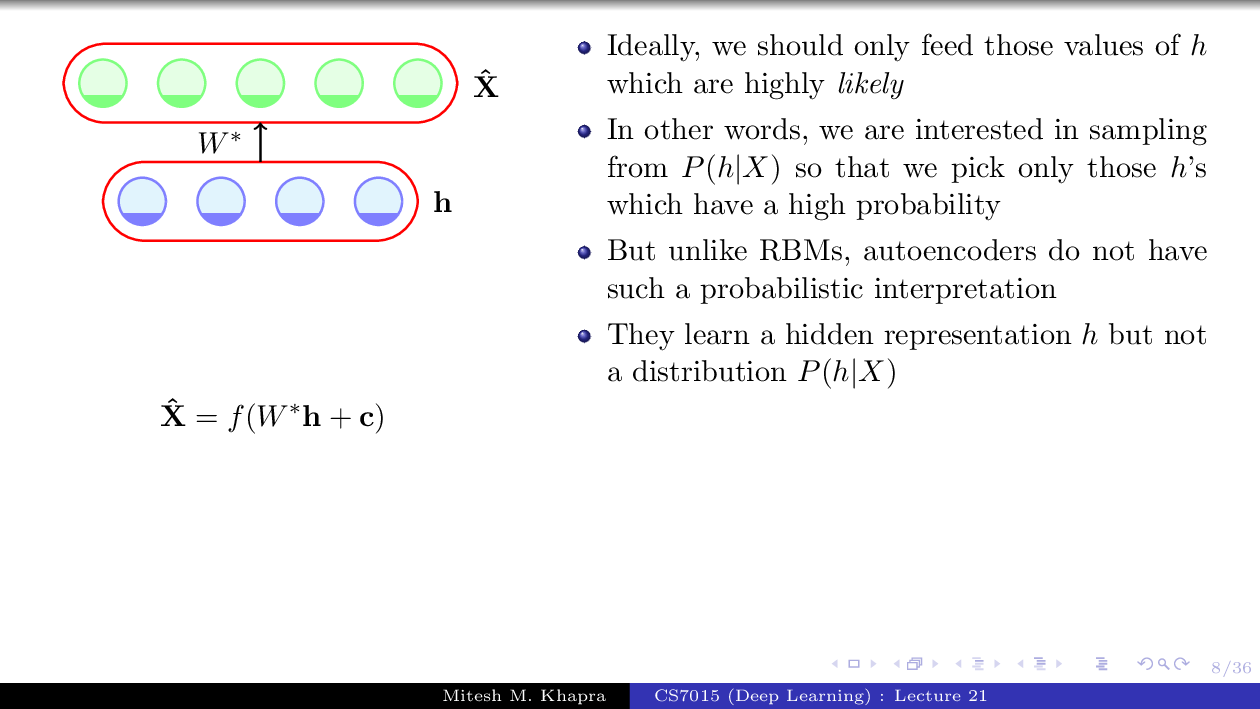 X̂
W*
h
X̂ = f(W*h + c)
Ideally, we should only feed those values of h
which are highly likely
In other words, we are interested in sampling
from P(h|X) so that we pick only those h's
which have a high probability
But unlike RBMs, autoencoders do not have
such a probabilistic interpretation
They learn a hidden representation h but not
a distribution P(h|X)
8/36
Mitesh M. Khapra
CS7015 (Deep Learning) : Lecture 21